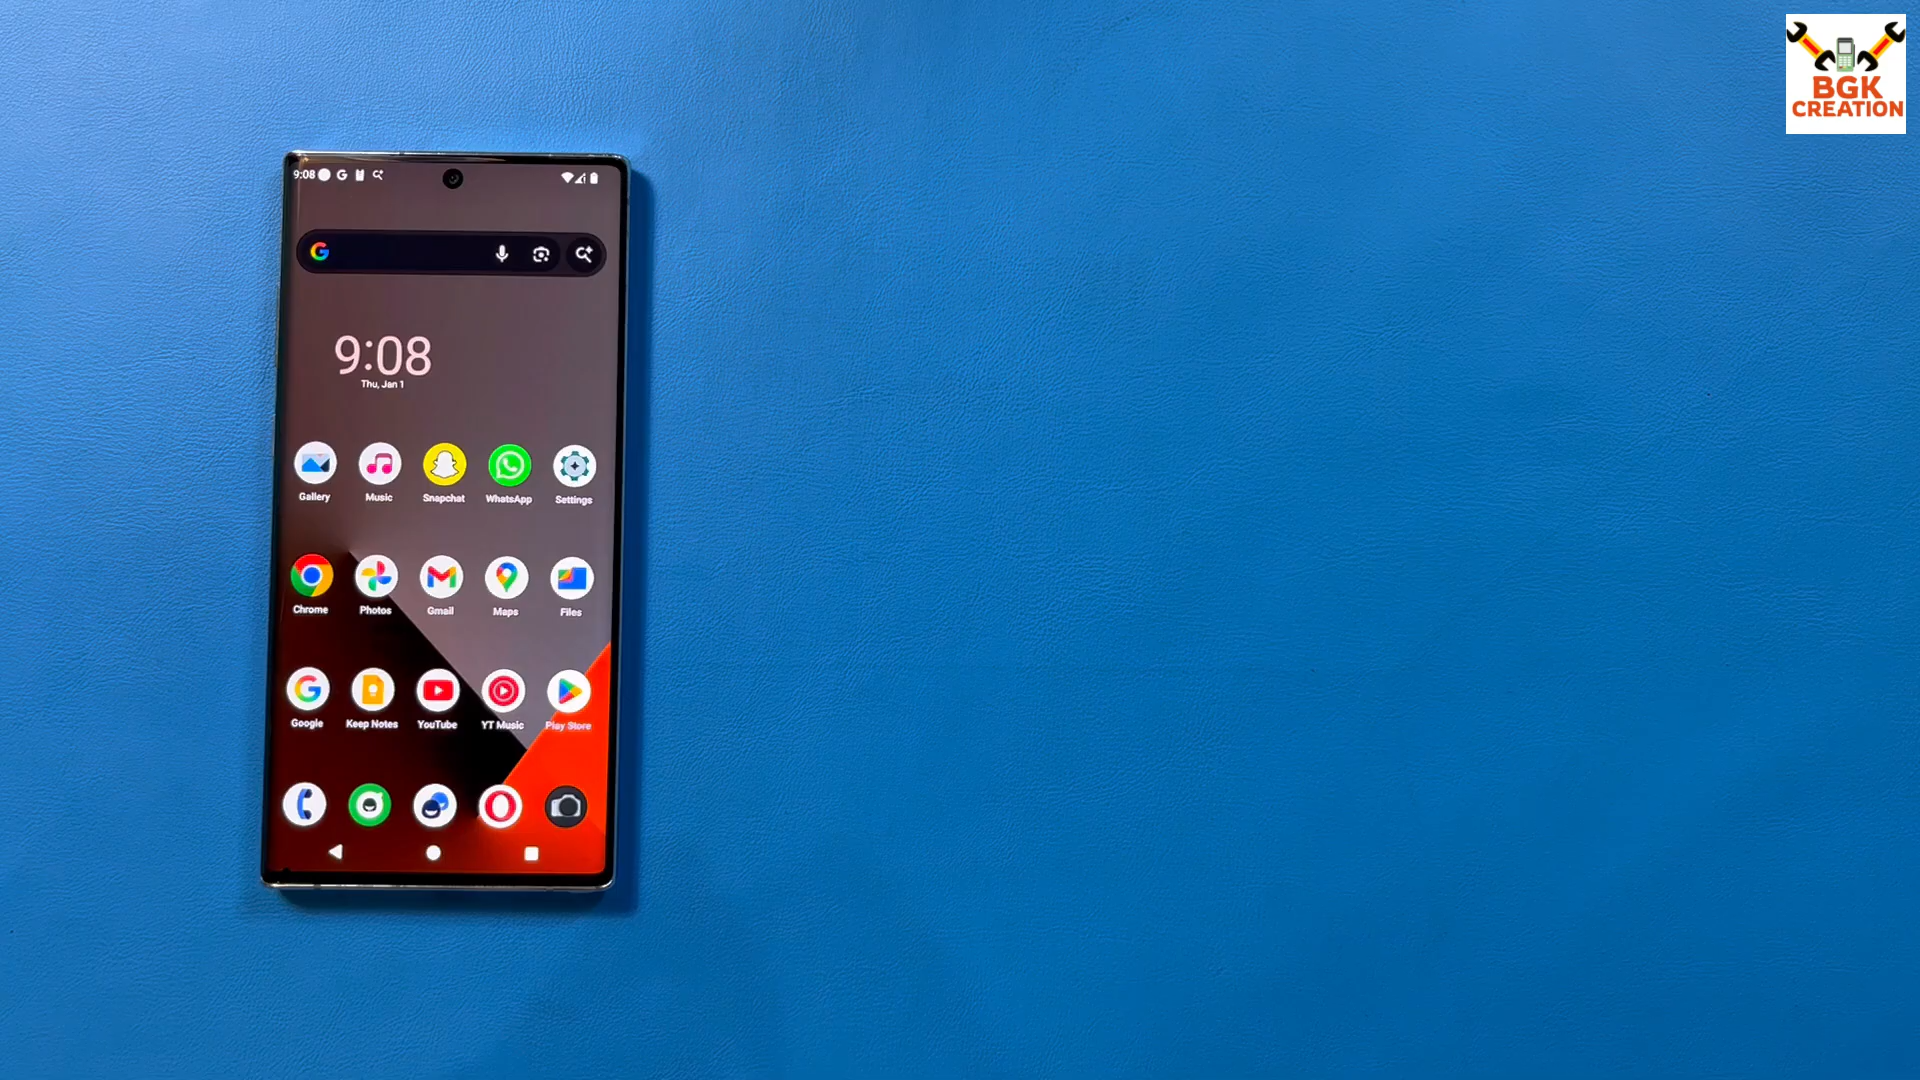 BGK
CREATION
9:08
9:08
Thu, Jan 1
Gallery Music Snapchat WhatsApp Settings
Chrome Photos Gmail Maps Files
Google Keep Notes YouTube YT Music Play Store